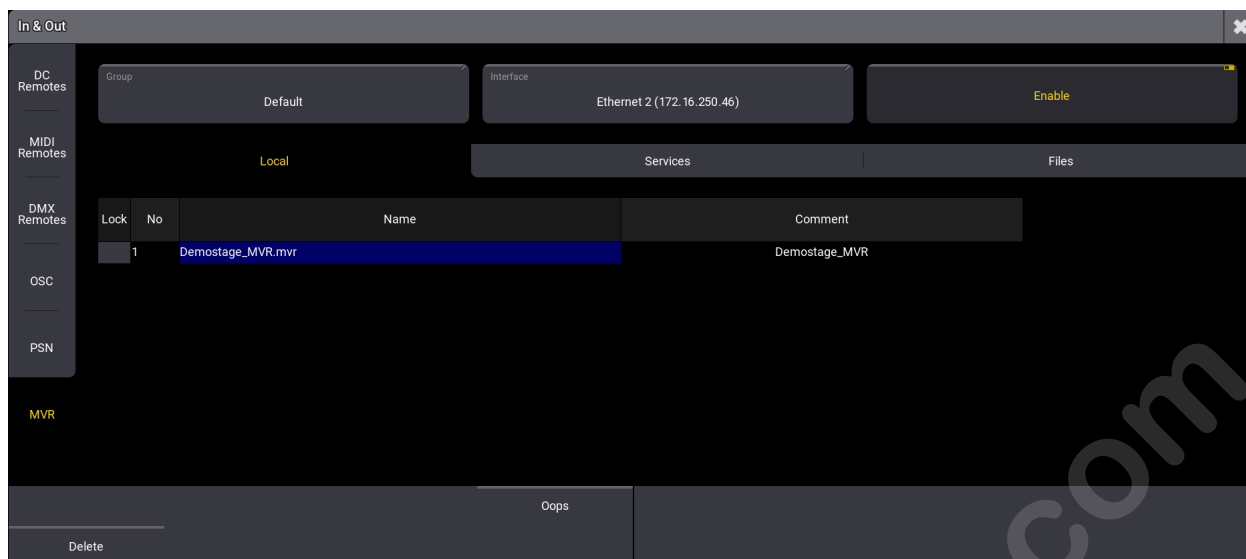 In & Out
DC
Remotes
MIDI
Remotes
DMX
Remotes
OSC
PSN
MVR
Group
Default
Interface
Ethernet 2 (172.16.250.46)
Enable
Local
Services
Files
Lock No Name Comment
1 Demostage_MVR.mvr Demostage_MVR
Oops
Delete
com